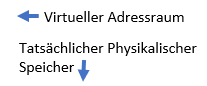 Virtueller Adressraum
Tatsächlicher Physikalischer
Speicher